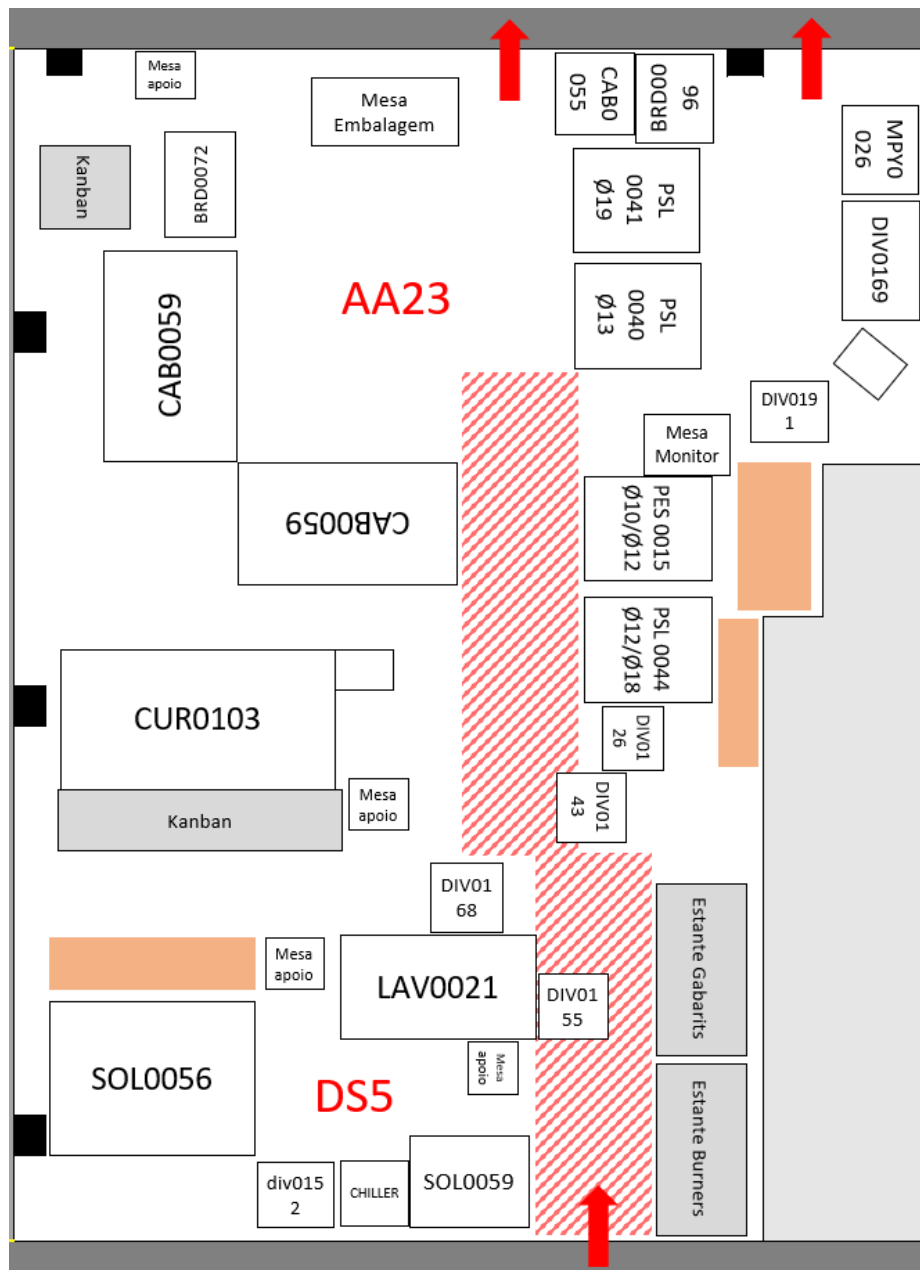 Mesa
apoio
Mesa
Embalagem
CAB0
055
BRD00
96
MPY0
026
Kanban
BRD0072
PSL
0041
Ø19
DIV0169
CAB0059
AA23
PSL
0040
Ø13
DIV019
1
Mesa
Monitor
CAB0059
PES 0015
Ø10/Ø12
PSL 0044
Ø12/Ø18
CUR0103
DIV01
26
Mesa
apoio
DIV01
43
Kanban
DIV01
68
Estante Gabarits
Mesa
apoio
LAV0021
DIV01
55
SOL0056
Mesa
apoio
DS5
Estante Burners
div015
2
CHILLER
SOL0059